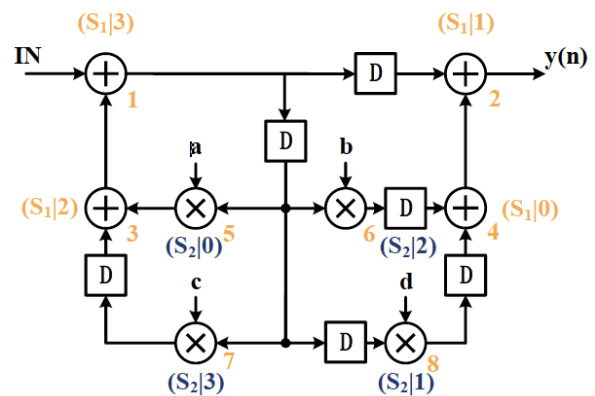 (S₁|3) (S₁|1)
IN + D + y(n)
1 2
D
a b
(S₁|2) + × × D + (S₁|0)
3 (S₂|0) 5 6 (S₂|2) 4
D D
c d
× D ×
(S₂|3) 7 (S₂|1) 8